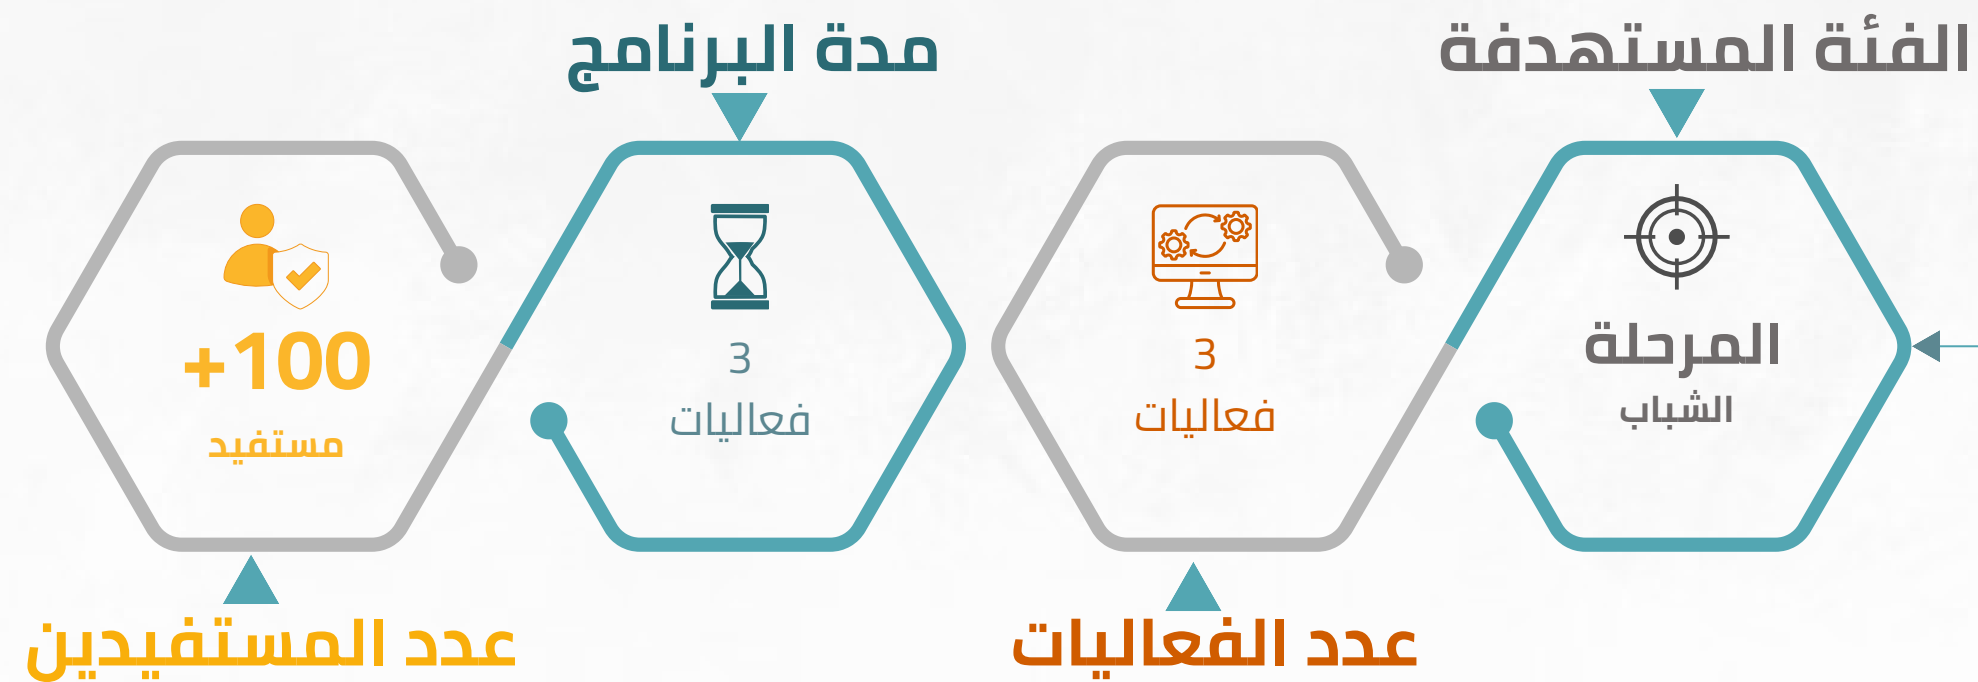 الفئة المستهدفة
المرحلة
الشباب
3
فعاليات
عدد الفعاليات
مدة البرنامج
3
فعاليات
+100
مستفيد
عدد المستفيدين